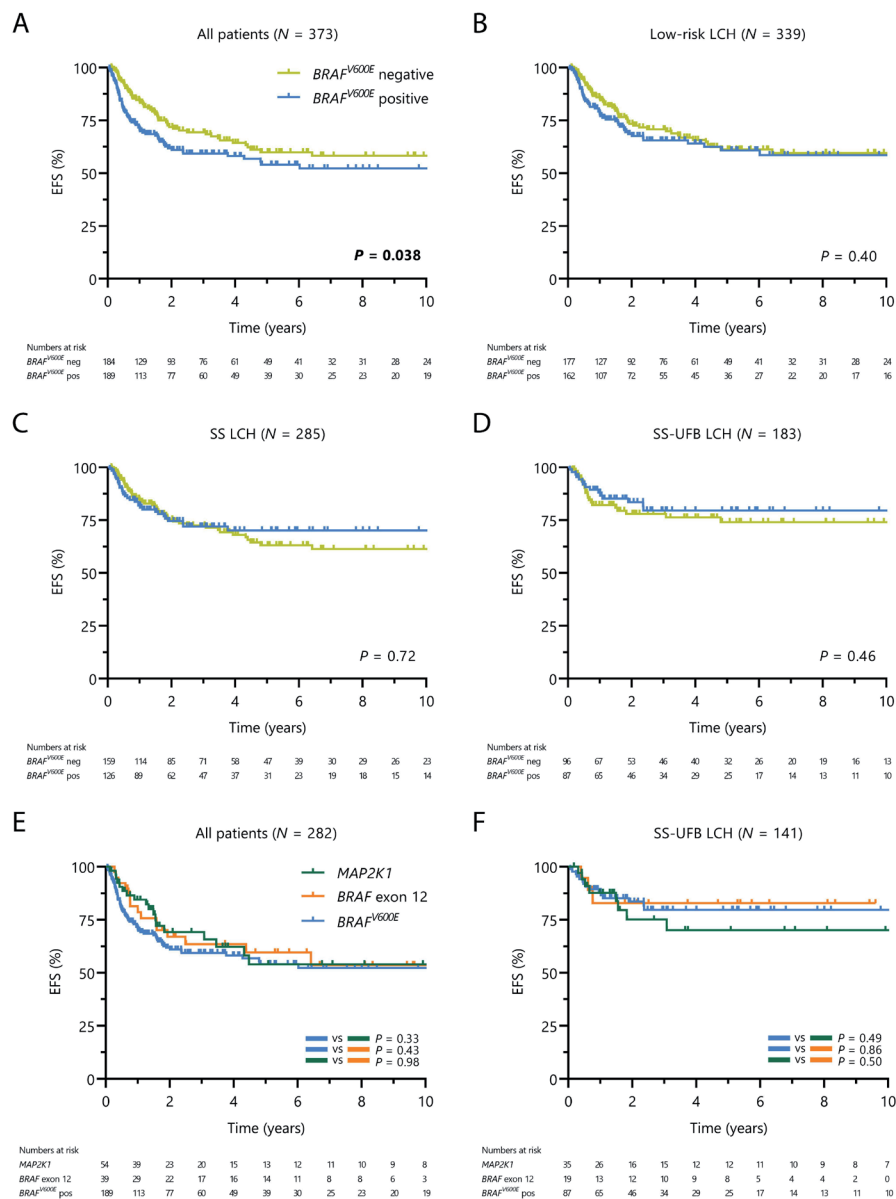 A
All patients (N = 373)
BRAFV600E negative
BRAFV600E positive
EFS (%)
100
75
50
25
0
P = 0.038
0 2 4 6 8 10
Time (years)
Numbers at risk
BRAFV600E neg 184 129 93 76 61 49 41 32 31 28 24
BRAFV600E pos 189 113 77 60 49 39 30 25 23 20 19
B
Low-risk LCH (N = 339)
EFS (%)
100
75
50
25
0
P = 0.40
0 2 4 6 8 10
Time (years)
Numbers at risk
BRAFV600E neg 177 127 92 76 61 49 41 32 31 28 24
BRAFV600E pos 162 107 72 55 45 36 27 22 20 17 16
C
SS LCH (N = 285)
EFS (%)
100
75
50
25
0
P = 0.72
0 2 4 6 8 10
Time (years)
Numbers at risk
BRAFV600E neg 159 114 85 71 58 47 39 30 29 26 23
BRAFV600E pos 126 89 62 47 37 31 23 19 18 15 14
D
SS-UFB LCH (N = 183)
EFS (%)
100
75
50
25
0
P = 0.46
0 2 4 6 8 10
Time (years)
Numbers at risk
BRAFV600E neg 96 67 53 46 40 32 26 20 19 16 13
BRAFV600E pos 87 65 46 34 29 25 17 14 13 11 10
E
All patients (N = 282)
MAP2K1
BRAF exon 12
BRAFV600E
EFS (%)
100
75
50
25
0
vs P = 0.33
vs P = 0.43
vs P = 0.98
0 2 4 6 8 10
Time (years)
Numbers at risk
MAP2K1 54 39 23 20 15 13 12 11 10 9 8
BRAF exon 12 39 29 22 17 16 14 11 8 8 6 3
BRAFV600E pos 189 113 77 60 49 39 30 25 23 20 19
F
SS-UFB LCH (N = 141)
EFS (%)
100
75
50
25
0
vs P = 0.49
vs P = 0.86
vs P = 0.50
0 2 4 6 8 10
Time (years)
Numbers at risk
MAP2K1 35 26 16 15 12 12 11 10 9 8 7
BRAF exon 12 19 13 12 10 9 8 5 4 4 2 1
BRAFV600E pos 87 65 46 34 29 25 17 14 13 11 10